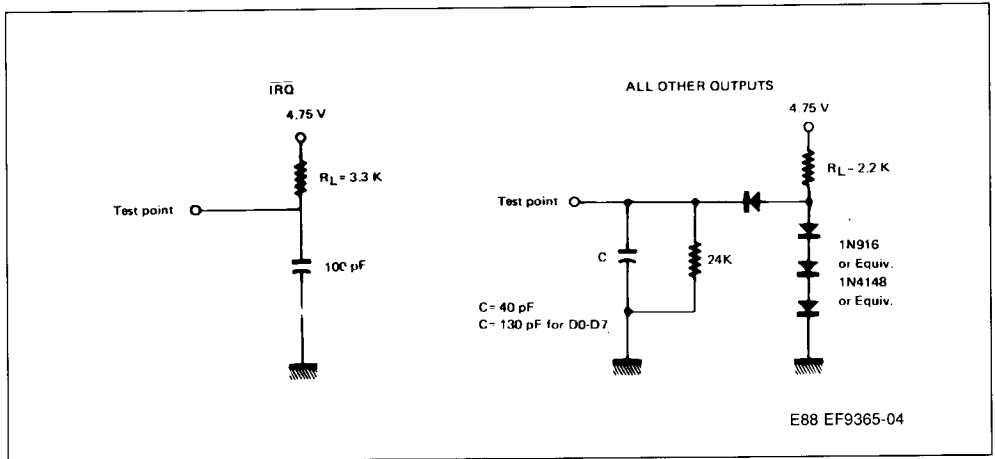 I̅R̅Q̅
4.75 V
RL = 3.3 K
Test point
100 pF
ALL OTHER OUTPUTS
4.75 V
RL - 2.2 K
Test point
C
24K
1N916
or Equiv.
1N4148
or Equiv.
C= 40 pF
C= 130 pF for D0-D7
E88 EF9365-04